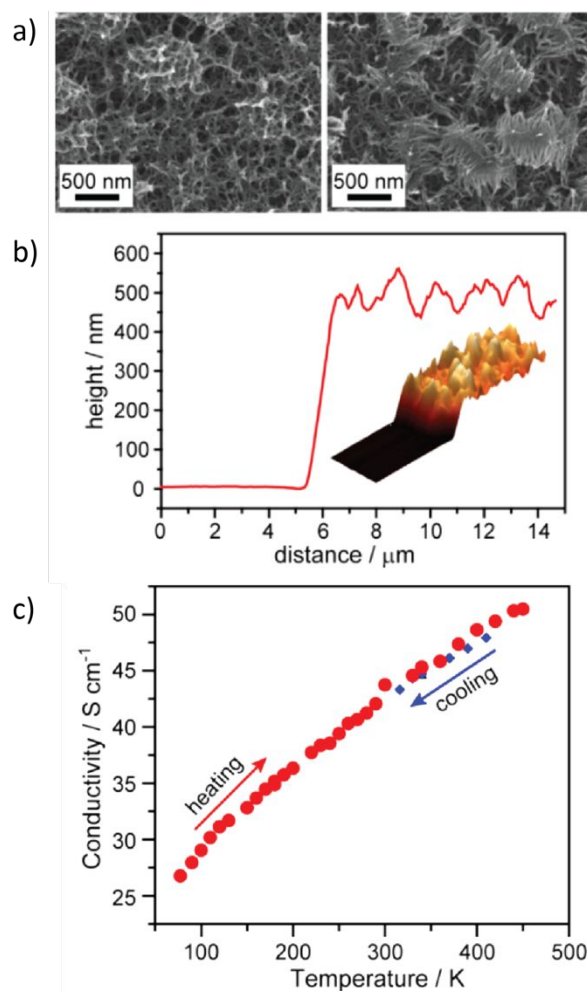 a)
500 nm
500 nm
b)
height / nm
600
500
400
300
200
100
0
0 2 4 6 8 10 12 14
distance / μm
c)
Conductivity / S cm⁻¹
50
45
40
35
30
25
heating
cooling
100 200 300 400 500
Temperature / K